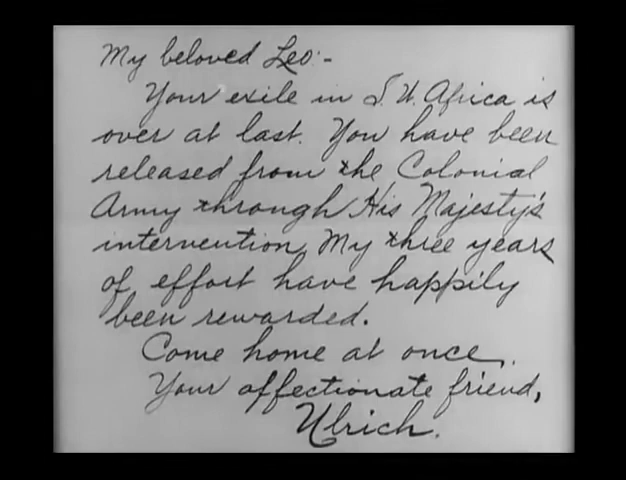 My beloved Leo:-
Your exile in S. W. Africa is
over at last. You have been
released from the Colonial
Army through His Majesty's
intervention. My three years
of effort have happily
been rewarded.
Come home at once.
Your affectionate friend,
Ulrich.